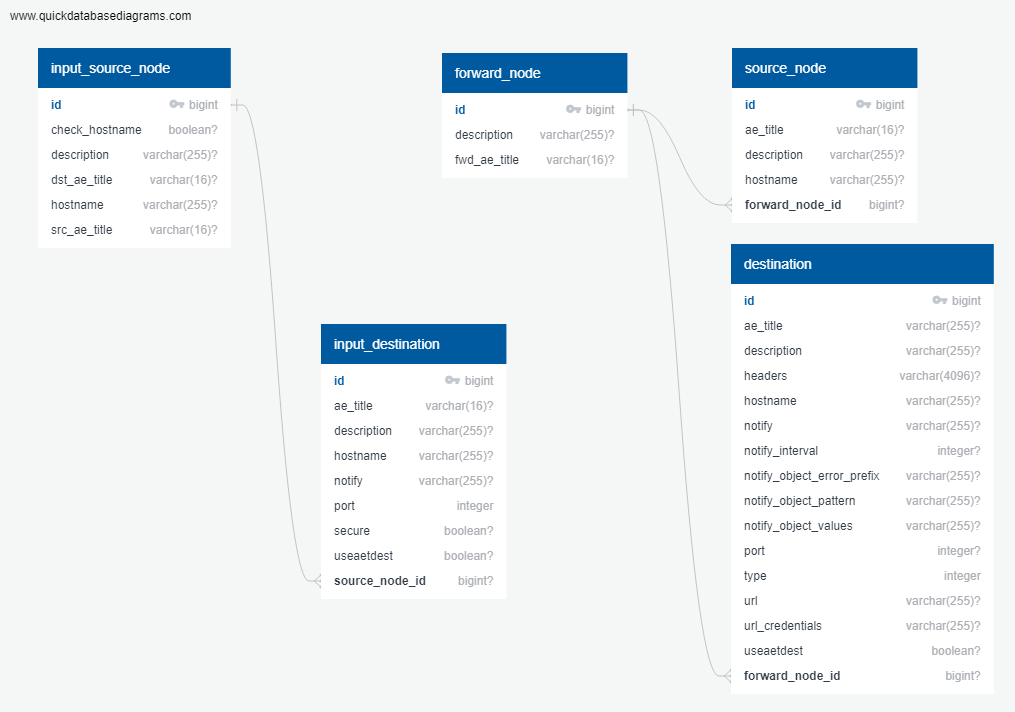 www.quickdatabasediagrams.com
input_source_node
id bigint
check_hostname boolean?
description varchar(255)?
dst_ae_title varchar(16)?
hostname varchar(255)?
src_ae_title varchar(16)?
forward_node
id bigint
description varchar(255)?
fwd_ae_title varchar(16)?
source_node
id bigint
ae_title varchar(16)?
description varchar(255)?
hostname varchar(255)?
forward_node_id bigint?
input_destination
id bigint
ae_title varchar(16)?
description varchar(255)?
hostname varchar(255)?
notify varchar(255)?
port integer
secure boolean?
useaetdest boolean?
source_node_id bigint?
destination
id bigint
ae_title varchar(255)?
description varchar(255)?
headers varchar(4096)?
hostname varchar(255)?
notify varchar(255)?
notify_interval integer?
notify_object_error_prefix varchar(255)?
notify_object_pattern varchar(255)?
notify_object_values varchar(255)?
port integer?
type integer
url varchar(255)?
url_credentials varchar(255)?
useaetdest boolean?
forward_node_id bigint?